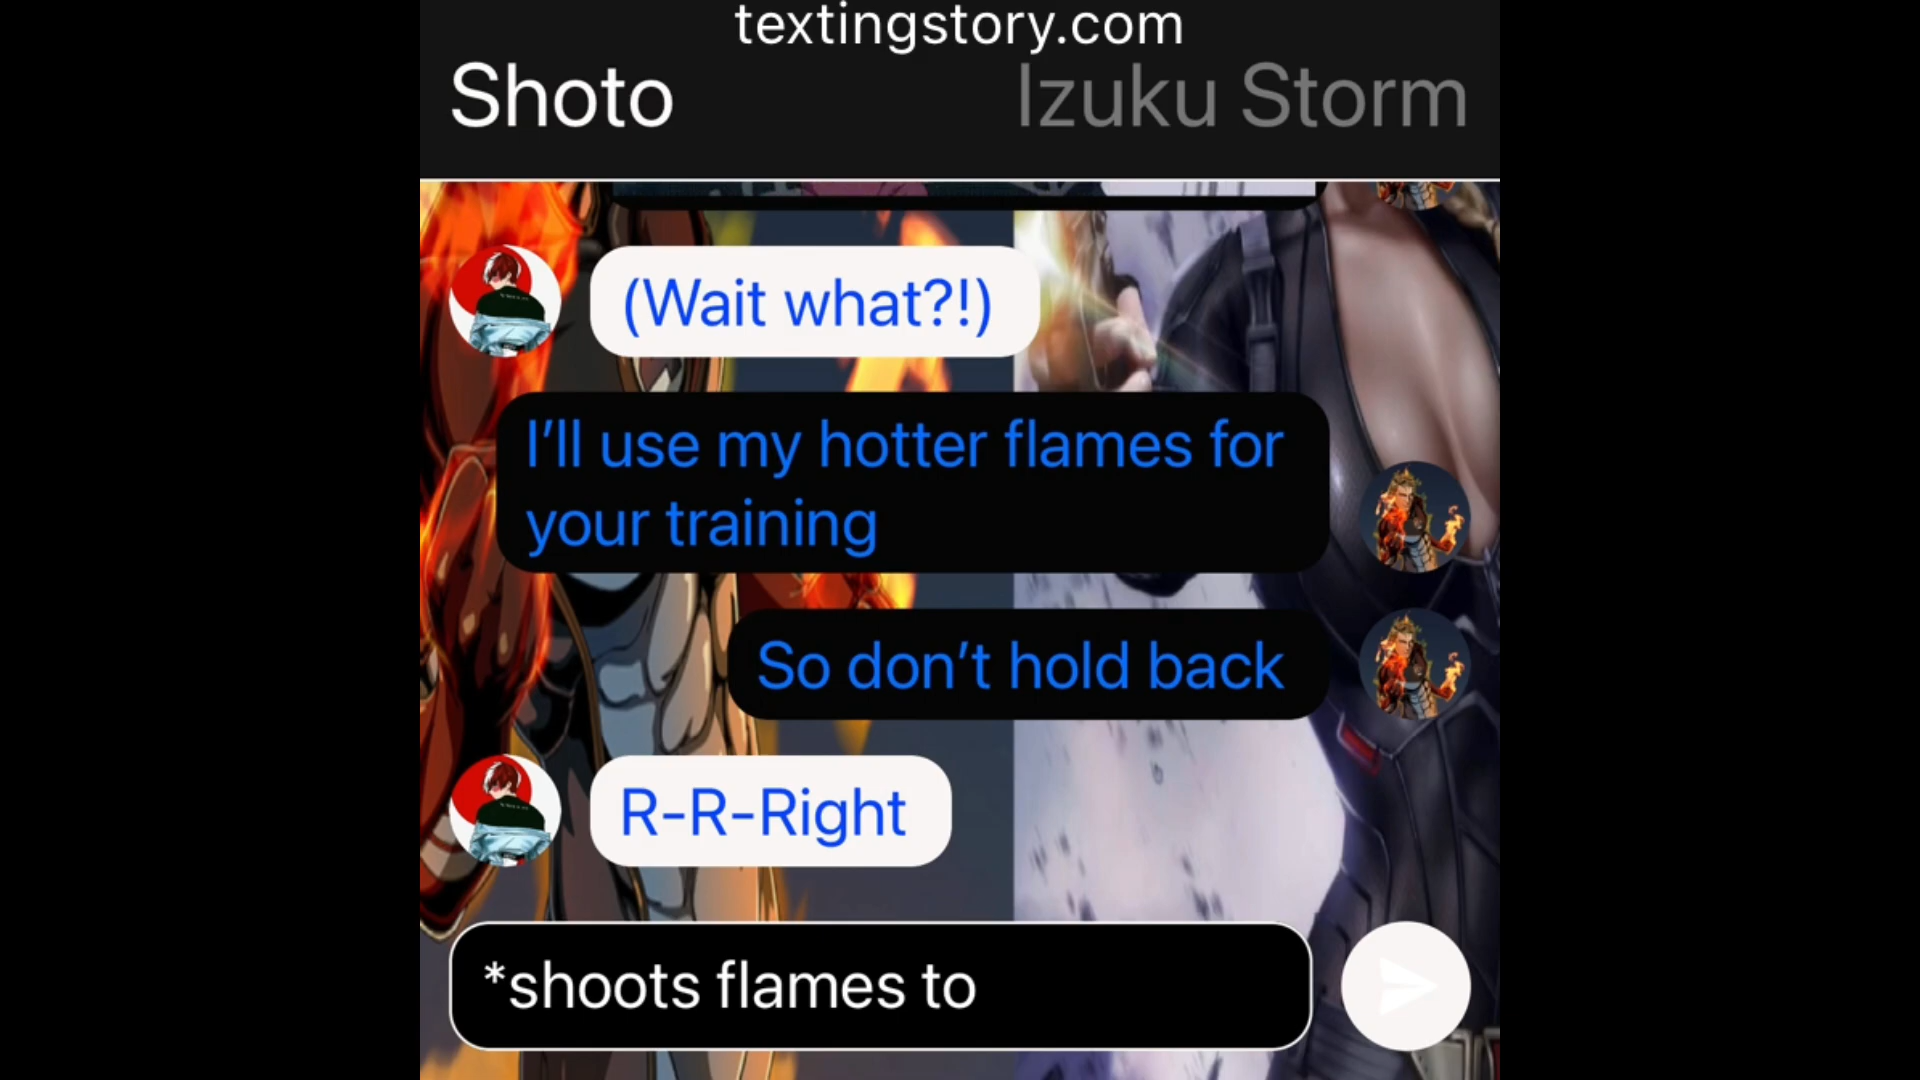 textingstory.com
Shoto
Izuku Storm
(Wait what?!)
I’ll use my hotter flames for
your training
So don’t hold back
R-R-Right
*shoots flames to